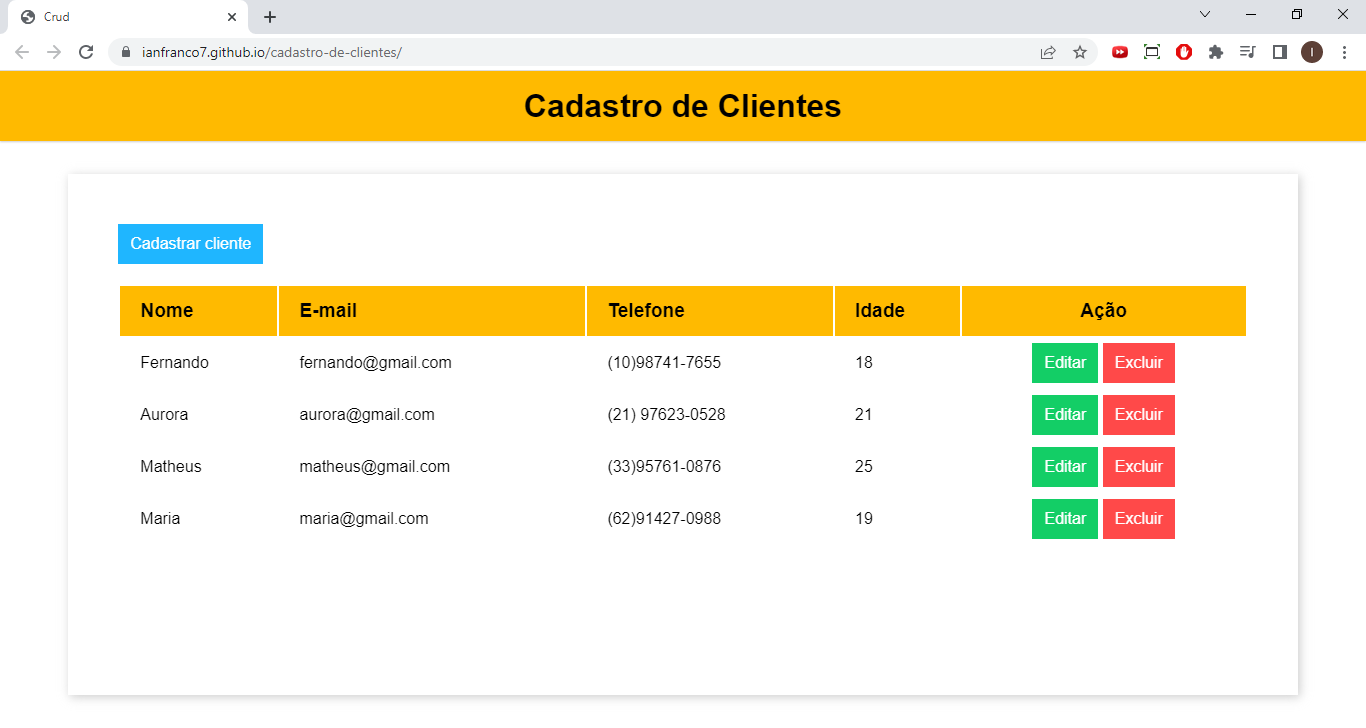 Crud
ianfranco7.github.io/cadastro-de-clientes/
I
Cadastro de Clientes
Cadastrar cliente
Nome E-mail Telefone Idade Ação
Fernando fernando@gmail.com (10)98741-7655 18 Editar Excluir
Aurora aurora@gmail.com (21) 97623-0528 21 Editar Excluir
Matheus matheus@gmail.com (33)95761-0876 25 Editar Excluir
Maria maria@gmail.com (62)91427-0988 19 Editar Excluir